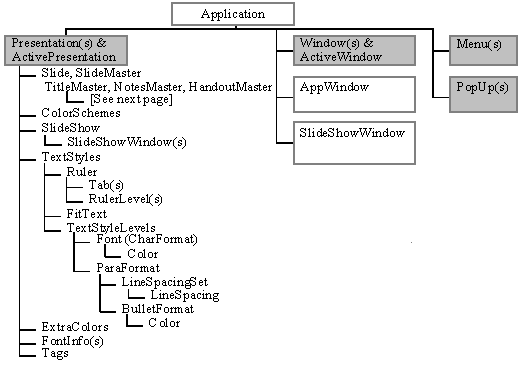 Application
Presentation(s) &
ActivePresentation
Slide, SlideMaster
TitleMaster, NotesMaster, HandoutMaster
[See next page]
ColorSchemes
SlideShow
SlideShowWindow(s)
TextStyles
Ruler
Tab(s)
RulerLevel(s)
FitText
TextStyleLevels
Font (CharFormat)
Color
ParaFormat
LineSpacingSet
LineSpacing
BulletFormat
Color
ExtraColors
FontInfo(s)
Tags
Window(s) &
ActiveWindow
AppWindow
SlideShowWindow
Menu(s)
PopUp(s)